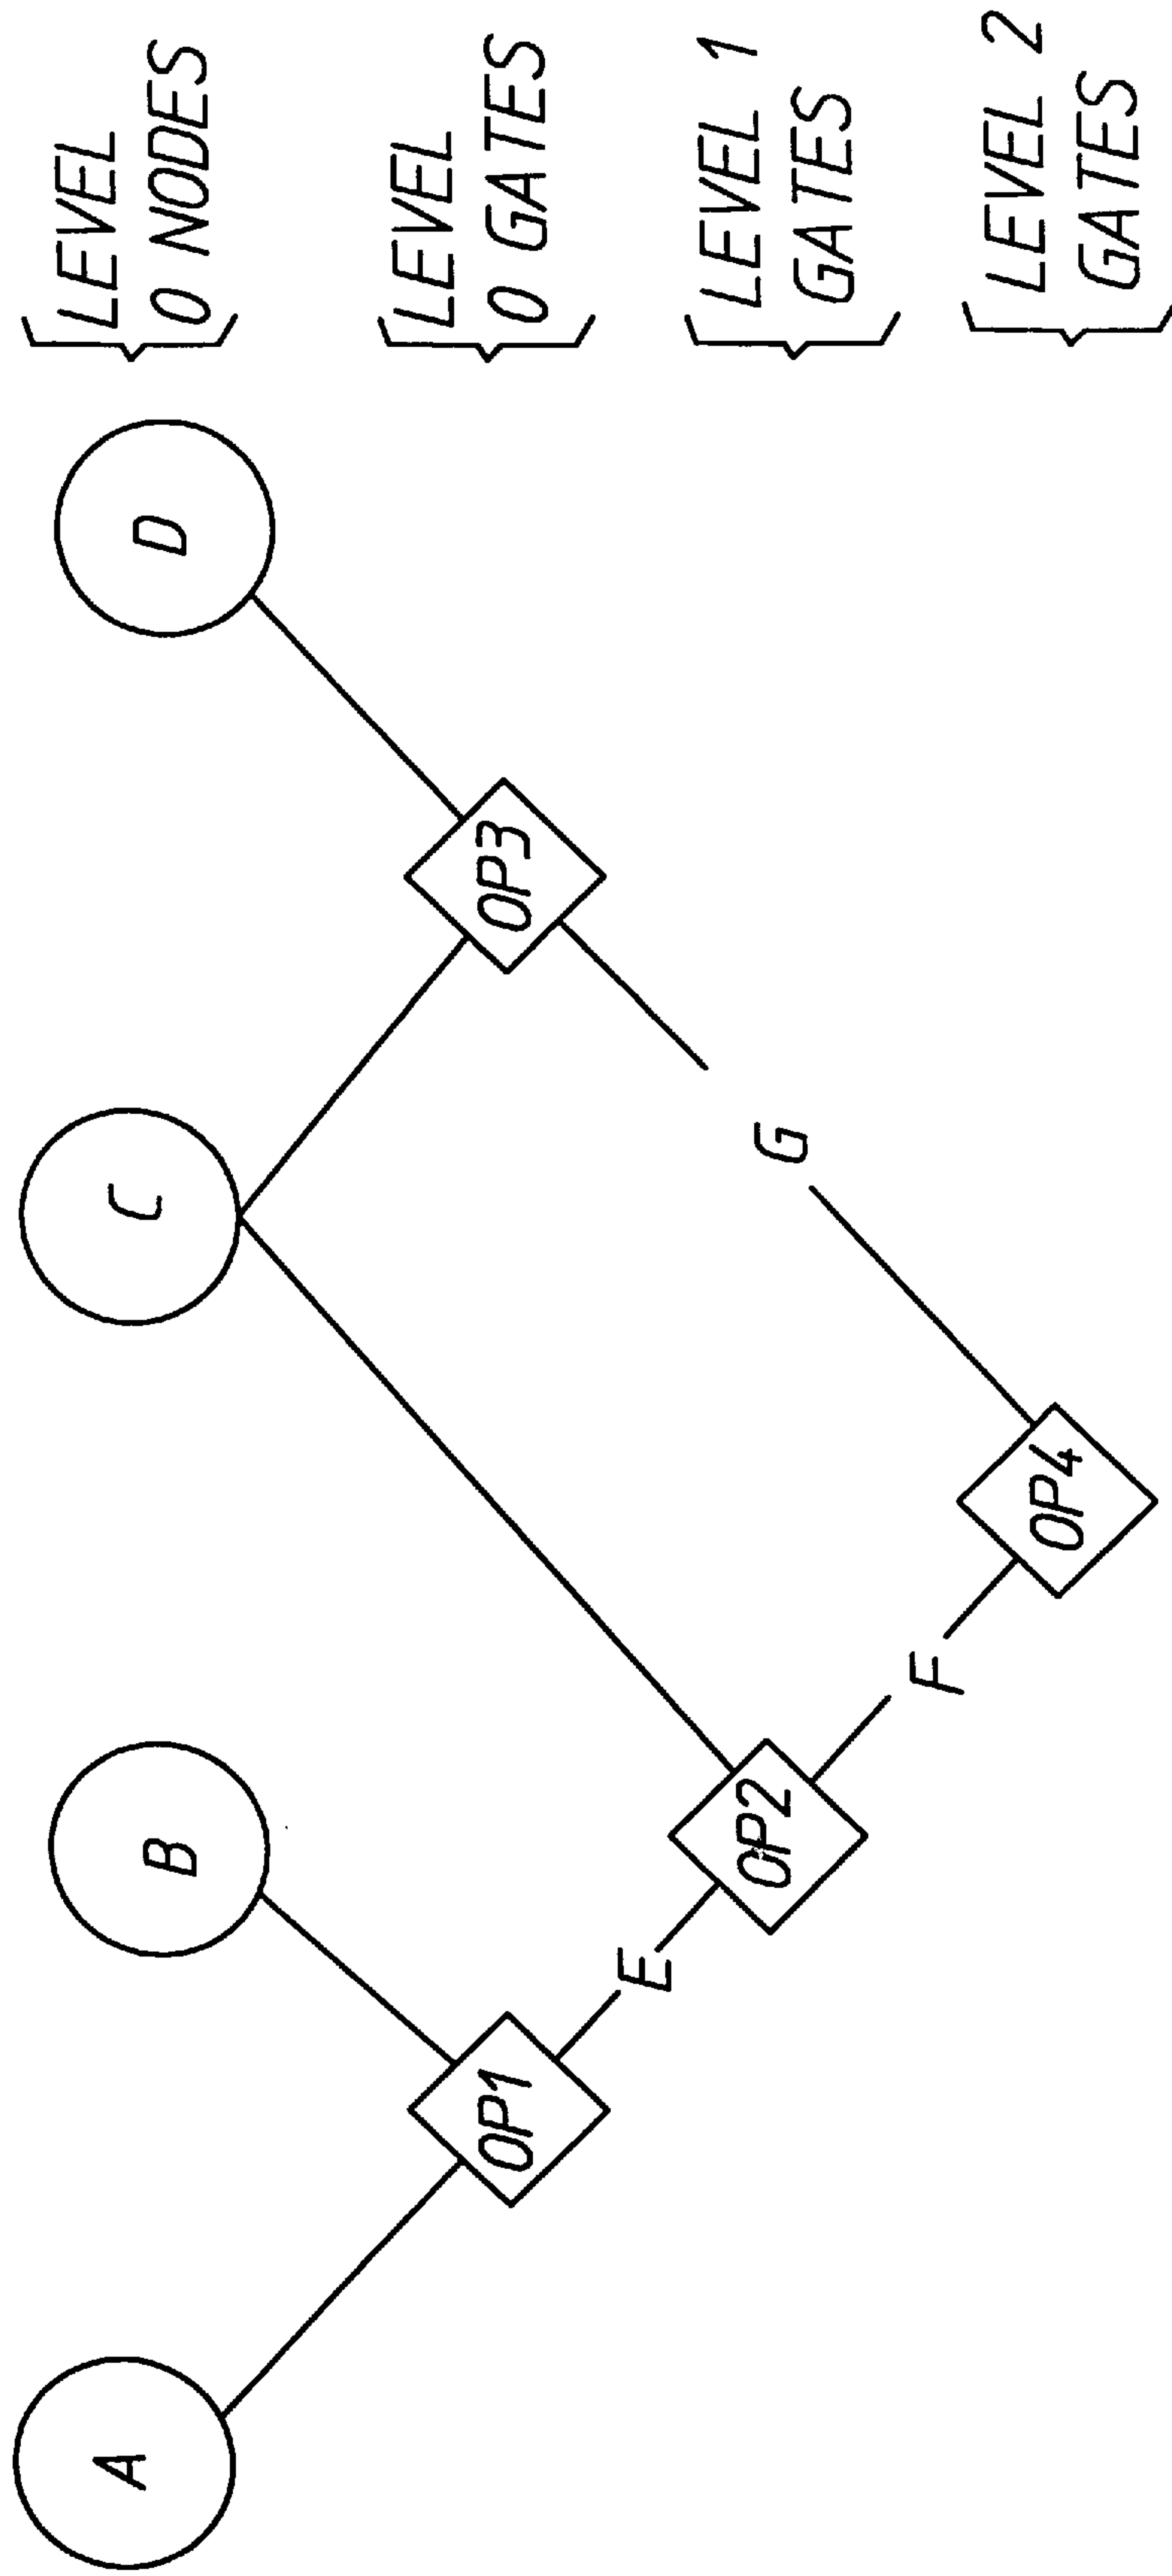 A
B
C
D
LEVEL
0 NODES
OP1
OP3
LEVEL
0 GATES
E
G
OP2
LEVEL 1
GATES
F
OP4
LEVEL 2
GATES